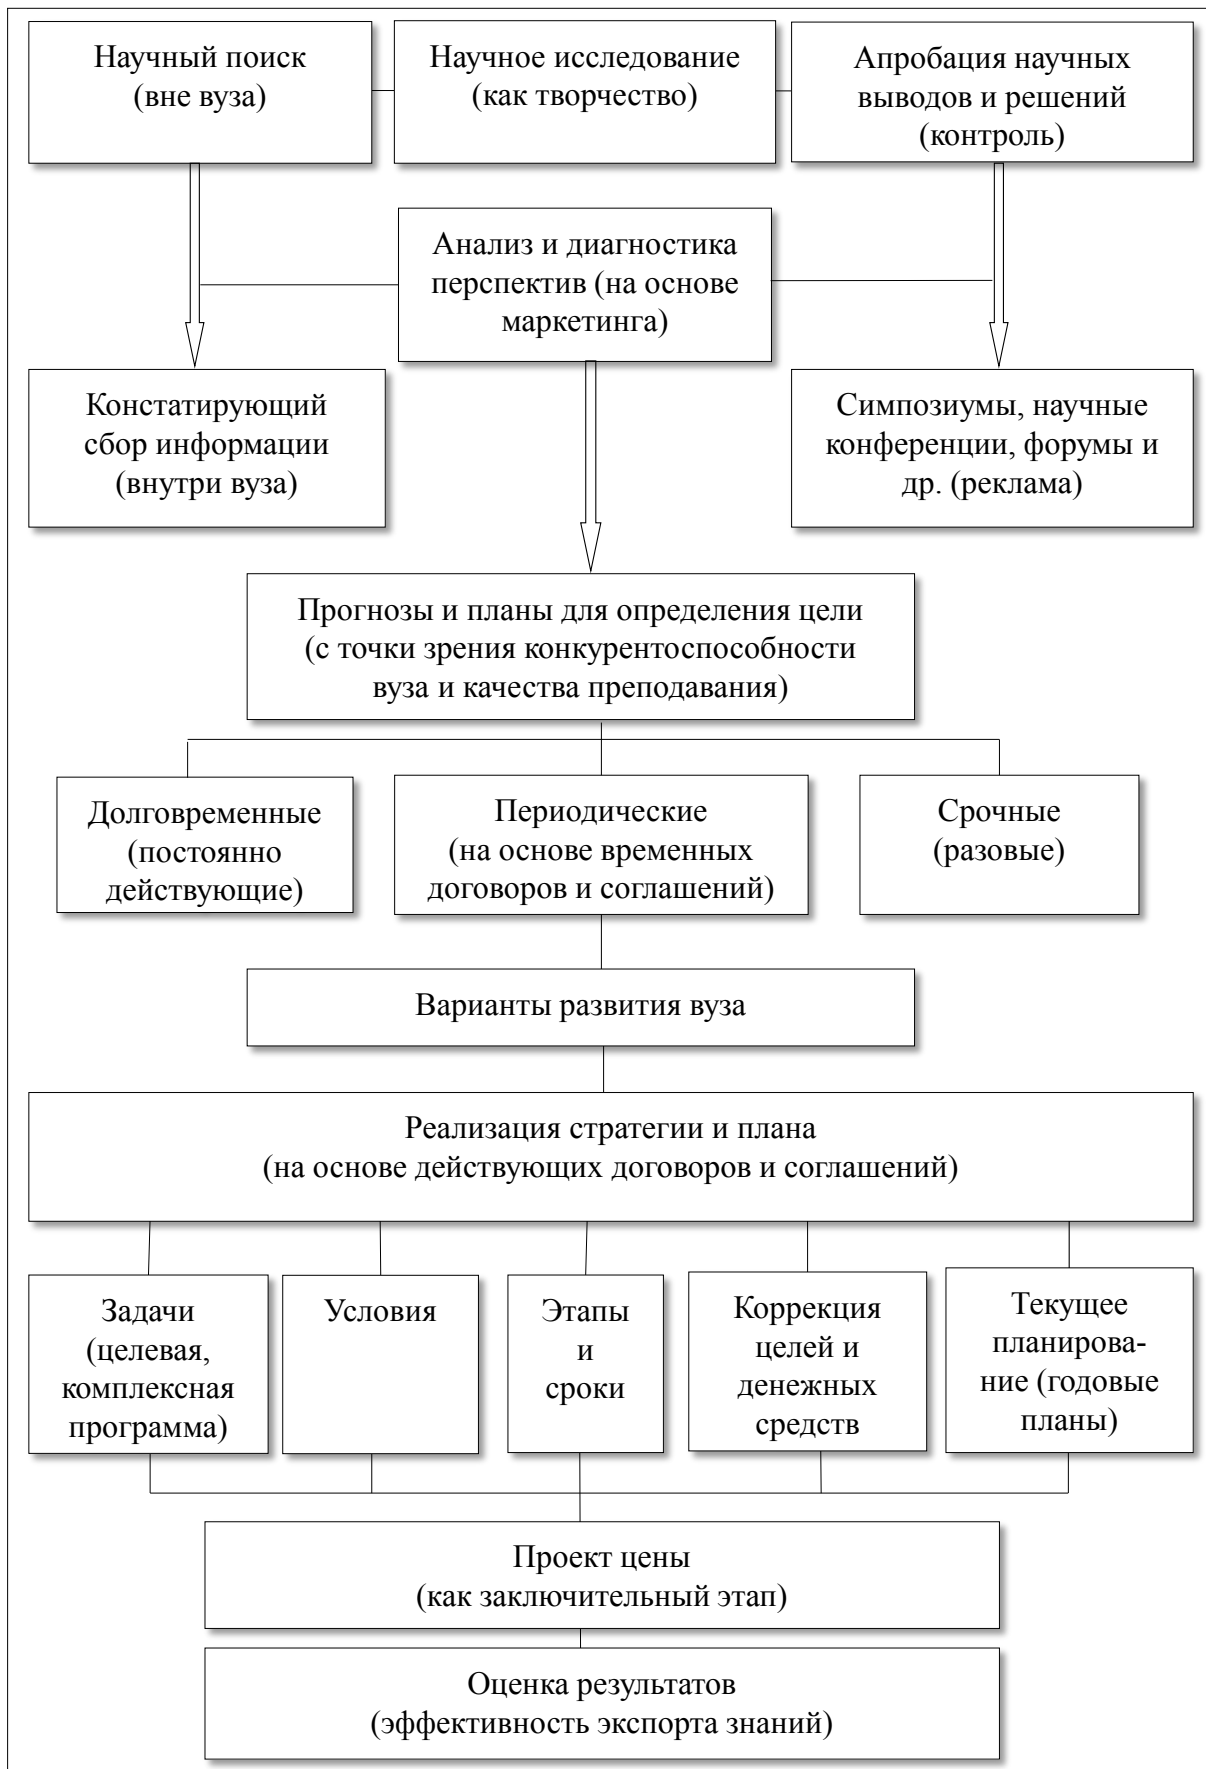 Научный поиск
(вне вуза)
Научное исследование
(как творчество)
Апробация научных
выводов и решений
(контроль)
Анализ и диагностика
перспектив (на основе
маркетинга)
Констатирующий
сбор информации
(внутри вуза)
Симпозиумы, научные
конференции, форумы и
др. (реклама)
Прогнозы и планы для определения цели
(с точки зрения конкурентоспособности
вуза и качества преподавания)
Долговременные
(постоянно
действующие)
Периодические
(на основе временных
договоров и соглашений)
Срочные
(разовые)
Варианты развития вуза
Реализация стратегии и плана
(на основе действующих договоров и соглашений)
Задачи
(целевая,
комплексная
программа)
Условия
Этапы
и
сроки
Коррекция
целей и
денежных
средств
Текущее
планирова-
ние (годовые
планы)
Проект цены
(как заключительный этап)
Оценка результатов
(эффективность экспорта знаний)